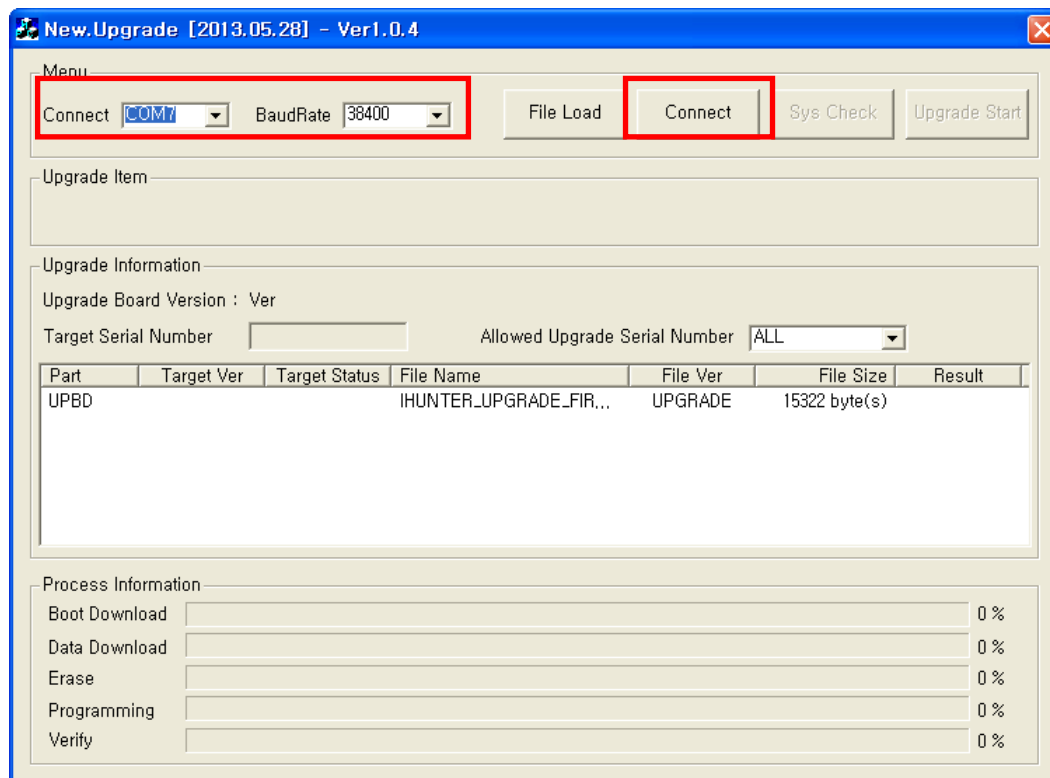 New.Upgrade [2013.05.28] - Ver1.0.4
Menu
Connect COM7 BaudRate 38400 File Load Connect Sys Check Upgrade Start
Upgrade Item
Upgrade Information
Upgrade Board Version : Ver
Target Serial Number Allowed Upgrade Serial Number ALL
Part Target Ver Target Status File Name File Ver File Size Result
UPBD IHUNTER_UPGRADE_FIR... UPGRADE 15322 byte(s)
Process Information
Boot Download 0 %
Data Download 0 %
Erase 0 %
Programming 0 %
Verify 0 %